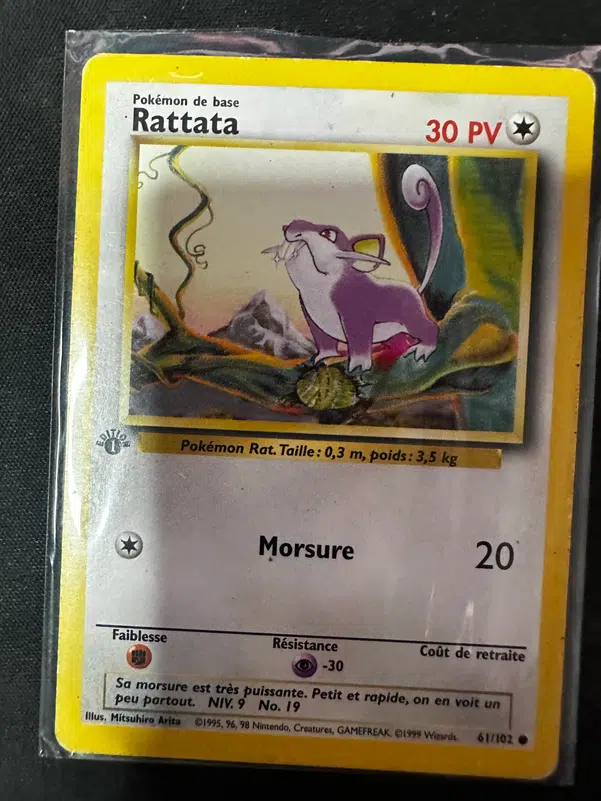 Pokémon de base
Rattata
30 PV
EDITION
1
Pokémon Rat. Taille : 0,3 m, poids : 3,5 kg
Morsure 20
Faiblesse
Résistance
Coût de retraite
-30
Sa morsure est très puissante. Petit et rapide, on en voit un
peu partout. NIV. 9 No. 19
Illus. Mitsuhiro Arita ©1995, 96, 98 Nintendo, Creatures, GAMEFREAK. ©1999 Wizards. 61/102